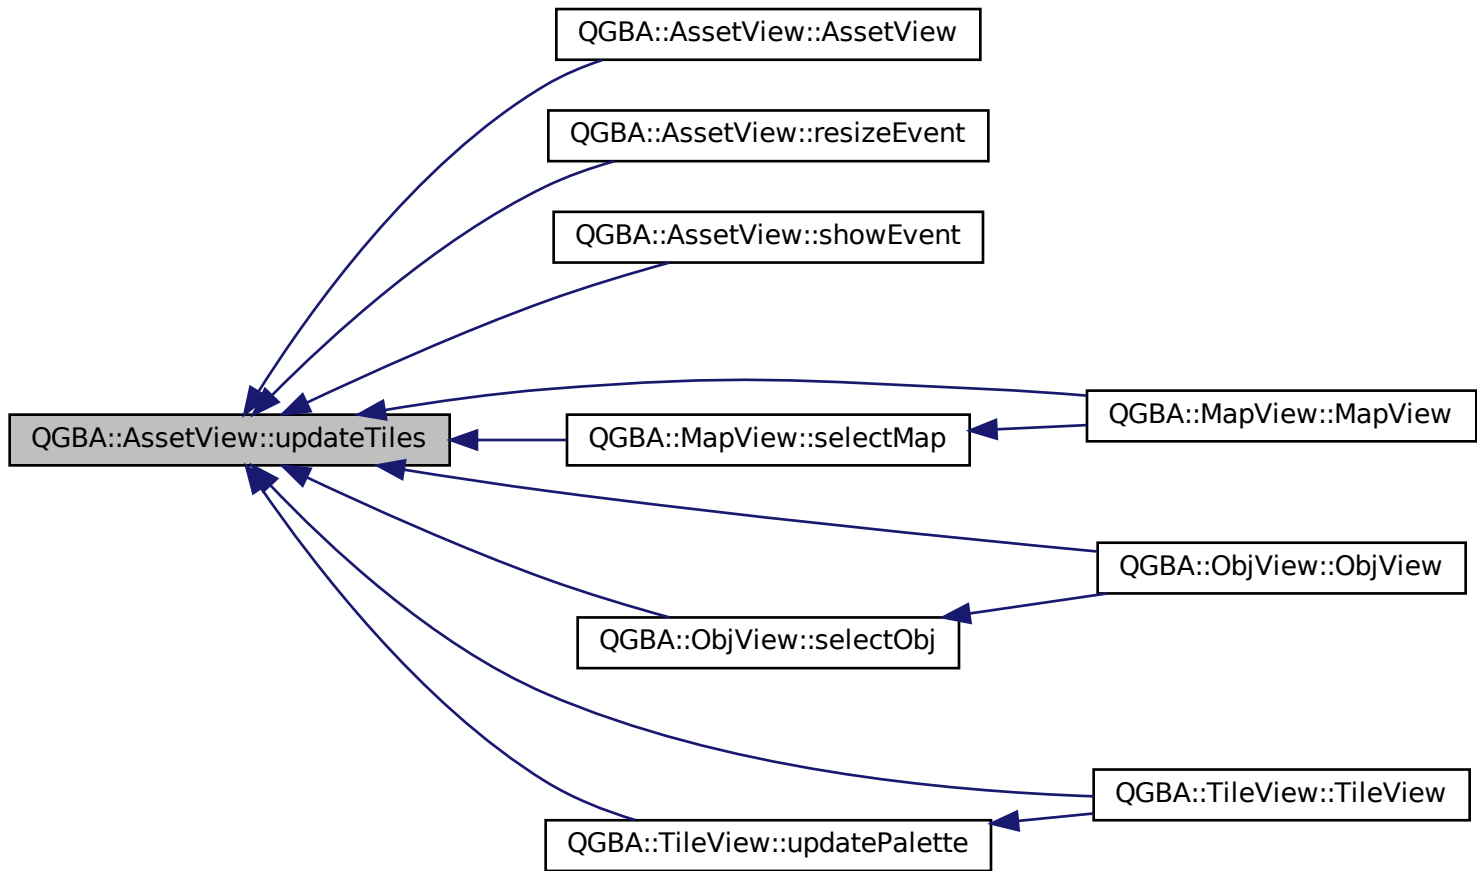 QGBA::AssetView::AssetView
QGBA::AssetView::resizeEvent
QGBA::AssetView::showEvent
QGBA::MapView::MapView
QGBA::AssetView::updateTiles
QGBA::MapView::selectMap
QGBA::ObjView::ObjView
QGBA::ObjView::selectObj
QGBA::TileView::TileView
QGBA::TileView::updatePalette